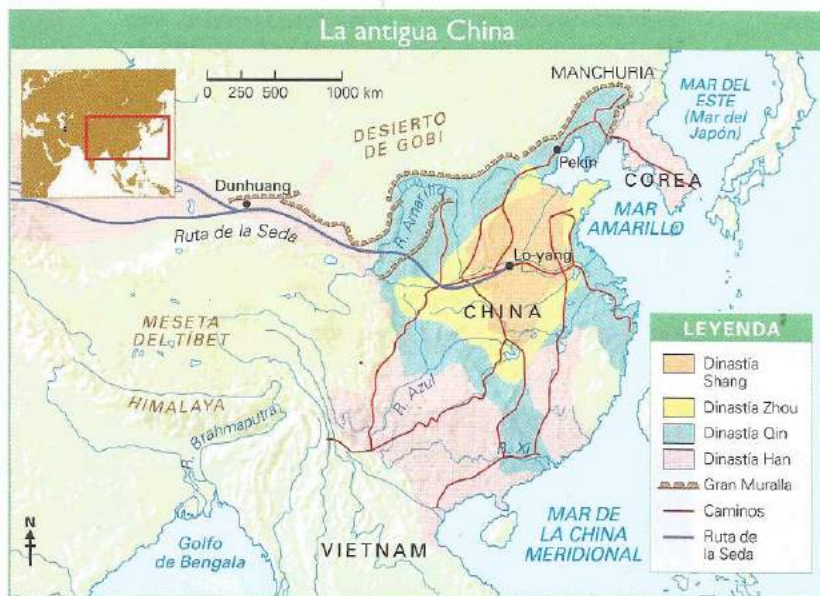 La antigua China
0 250 500 1000 km
MANCHURIA
MAR DEL
ESTE
(Mar del
Japón)
DESIERTO
DE GOBI
Pekín
COREA
Dunhuang
R. Amarillo
MAR
AMARILLO
Ruta de la Seda
Lo-yang
CHINA
MESETA
DEL TÍBET
R. Azul
HIMALAYA
R. Brahmaputra
R. Xi
N
Golfo
de Bengala
VIETNAM
MAR DE
LA CHINA
MERIDIONAL
LEYENDA
Dinastía
Shang
Dinastía Zhou
Dinastía Qin
Dinastía Han
Gran Muralla
Caminos
Ruta de
la Seda